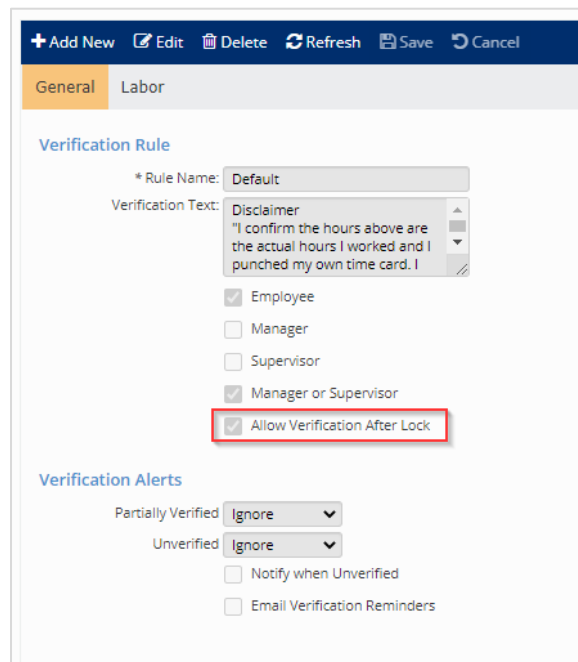 Add New Edit Delete Refresh Save Cancel
General Labor
Verification Rule
* Rule Name: Default
Verification Text: Disclaimer
"I confirm the hours above are
the actual hours I worked and I
punched my own time card. I
Employee
Manager
Supervisor
Manager or Supervisor
Allow Verification After Lock
Verification Alerts
Partially Verified Ignore
Unverified Ignore
Notify when Unverified
Email Verification Reminders